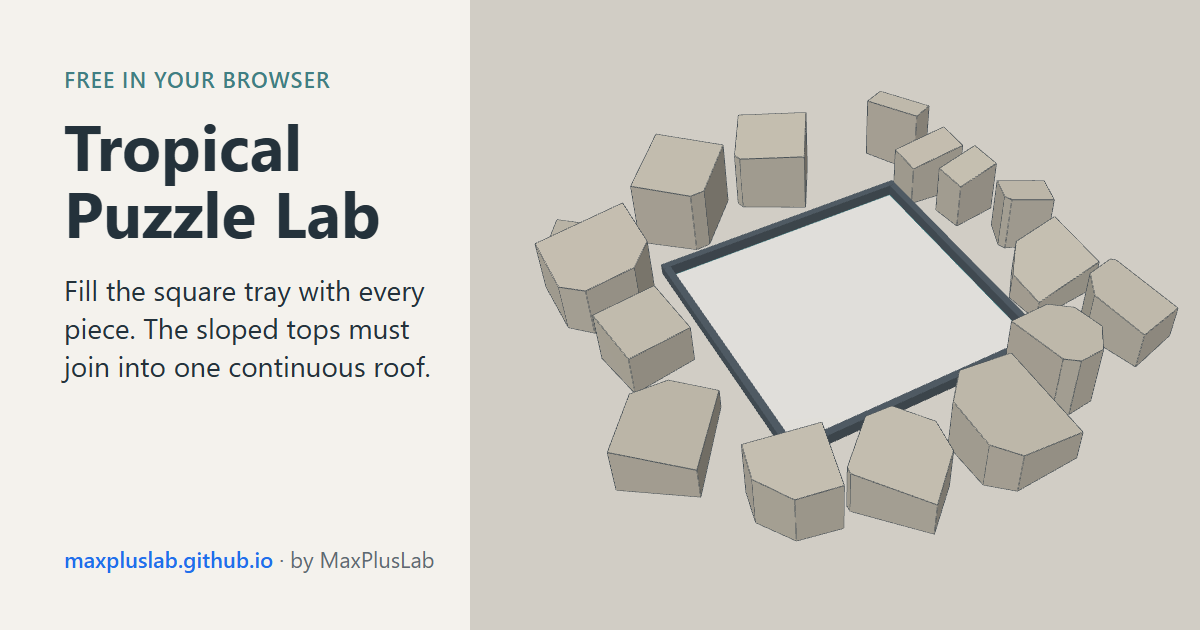 FREE IN YOUR BROWSER
Tropical
Puzzle Lab
Fill the square tray with every
piece. The sloped tops must
join into one continuous roof.
maxpluslab.github.io · by MaxPlusLab